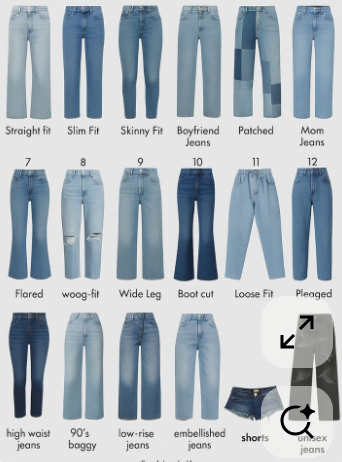 Straight fit Slim Fit Skinny Fit Boyfriend Jeans Patched Mom Jeans
7 8 9 10 11 12
Flared woog-fit Wide Leg Boot cut Loose Fit Pleaged
high waist jeans 90's baggy low-rise jeans embellished jeans shorts unisex jeans